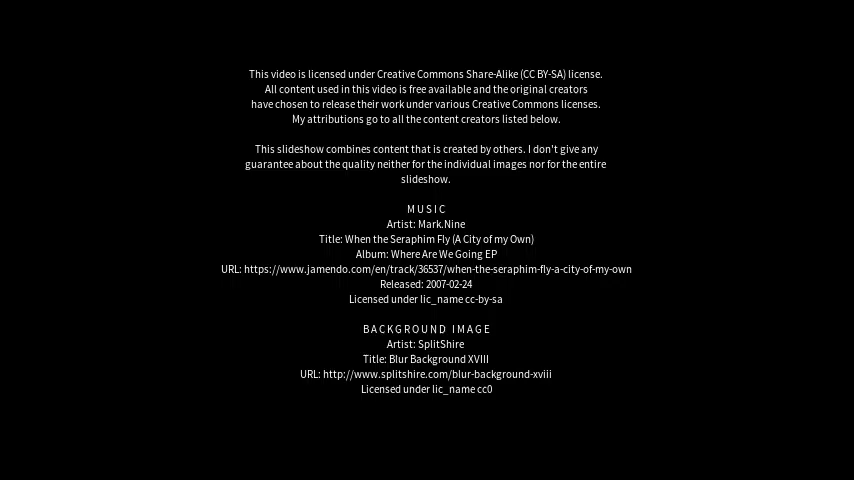 This video is licensed under Creative Commons Share-Alike (CC BY-SA) license.
All content used in this video is free available and the original creators
have chosen to release their work under various Creative Commons licenses.
My attributions go to all the content creators listed below.
This slideshow combines content that is created by others. I don't give any
guarantee about the quality neither for the individual images nor for the entire
slideshow.
MUSIC
Artist: Mark.Nine
Title: When the Seraphim Fly (A City of my Own)
Album: Where Are We Going EP
URL: https://www.jamendo.com/en/track/36537/when-the-seraphim-fly-a-city-of-my-own
Released: 2007-02-24
Licensed under lic_name cc-by-sa
BACKGROUND IMAGE
Artist: SplitShire
Title: Blur Background XVIII
URL: http://www.splitshire.com/blur-background-xviii
Licensed under lic_name cc0